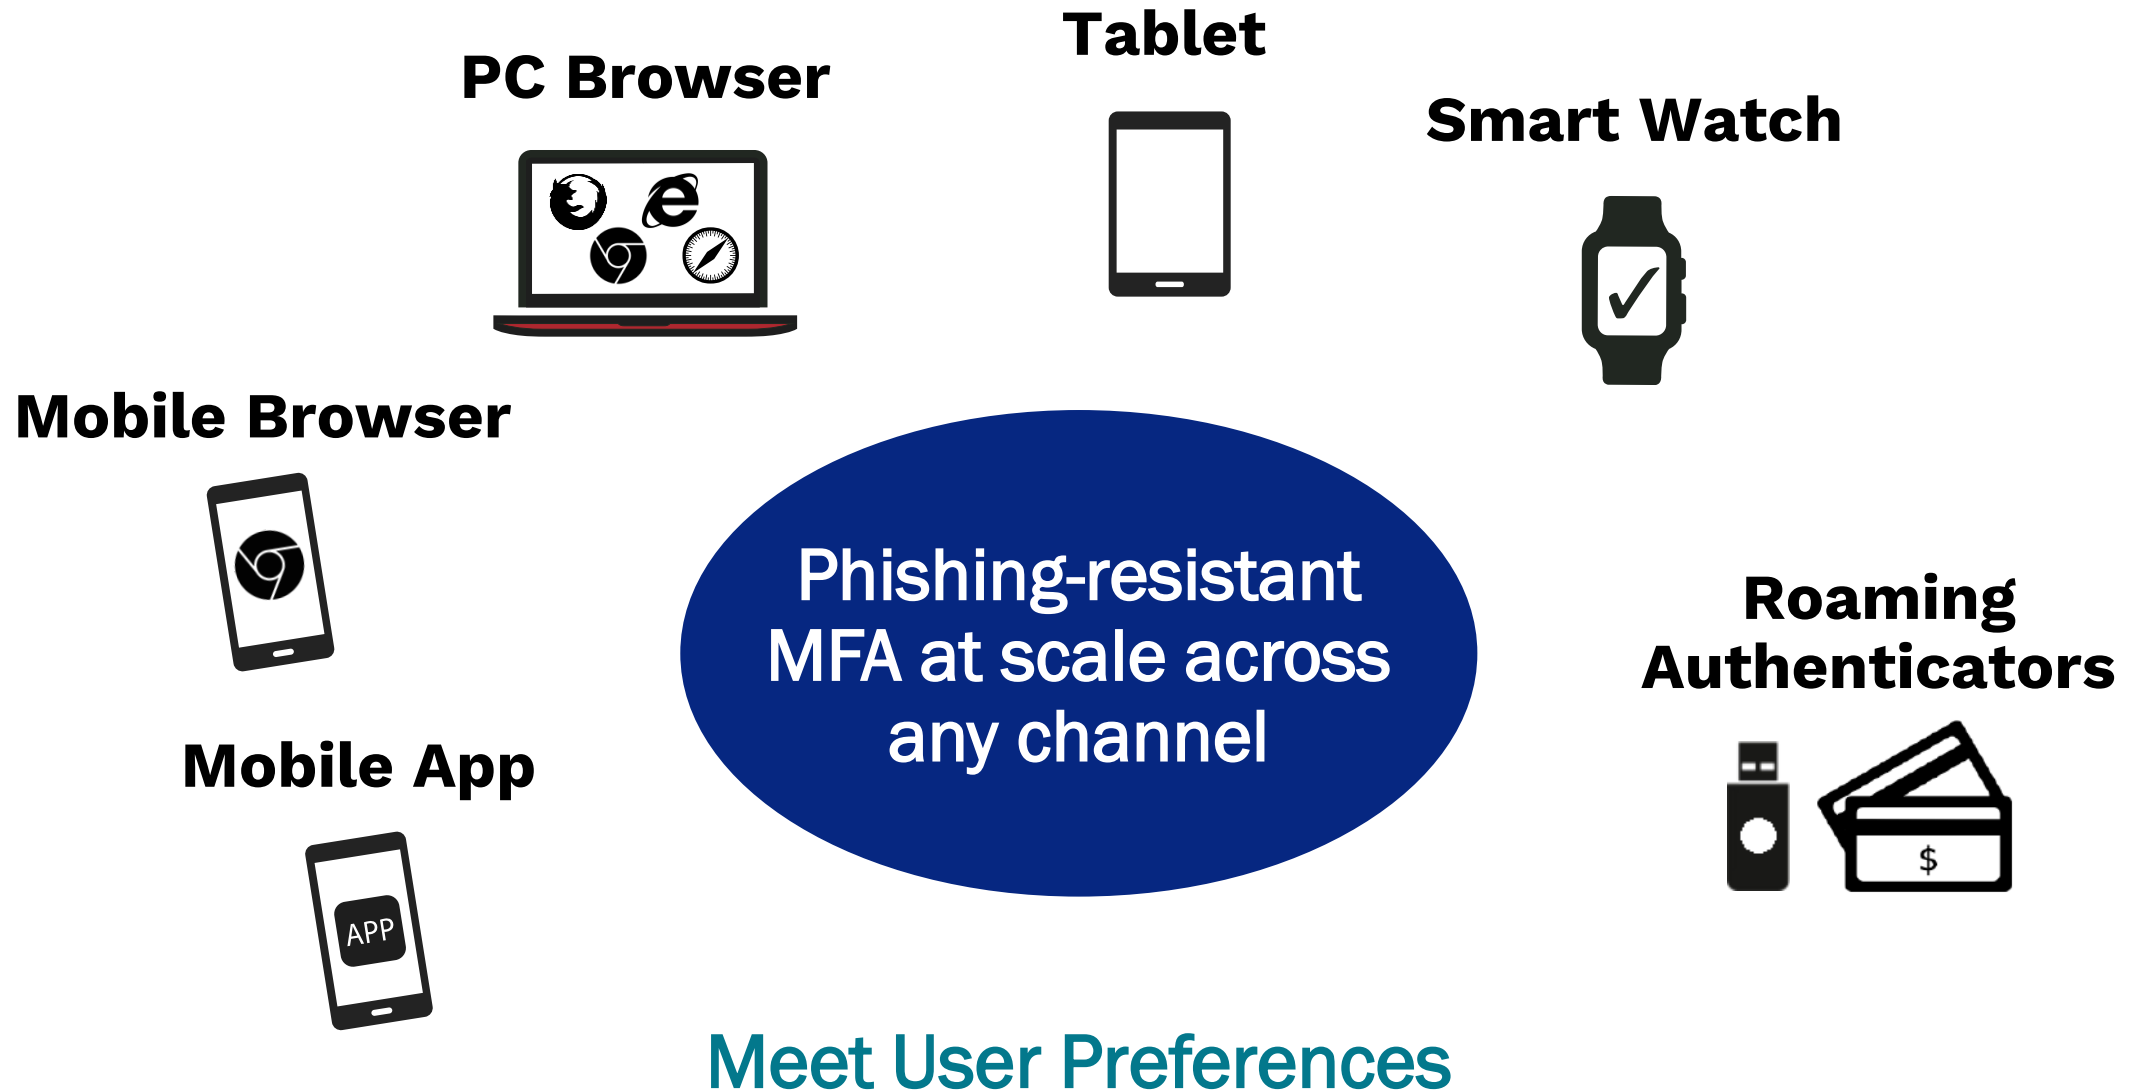 Tablet
PC Browser
Smart Watch
Mobile Browser
Phishing-resistant
MFA at scale across
any channel
Roaming
Authenticators
$
Mobile App
APP
Meet User Preferences